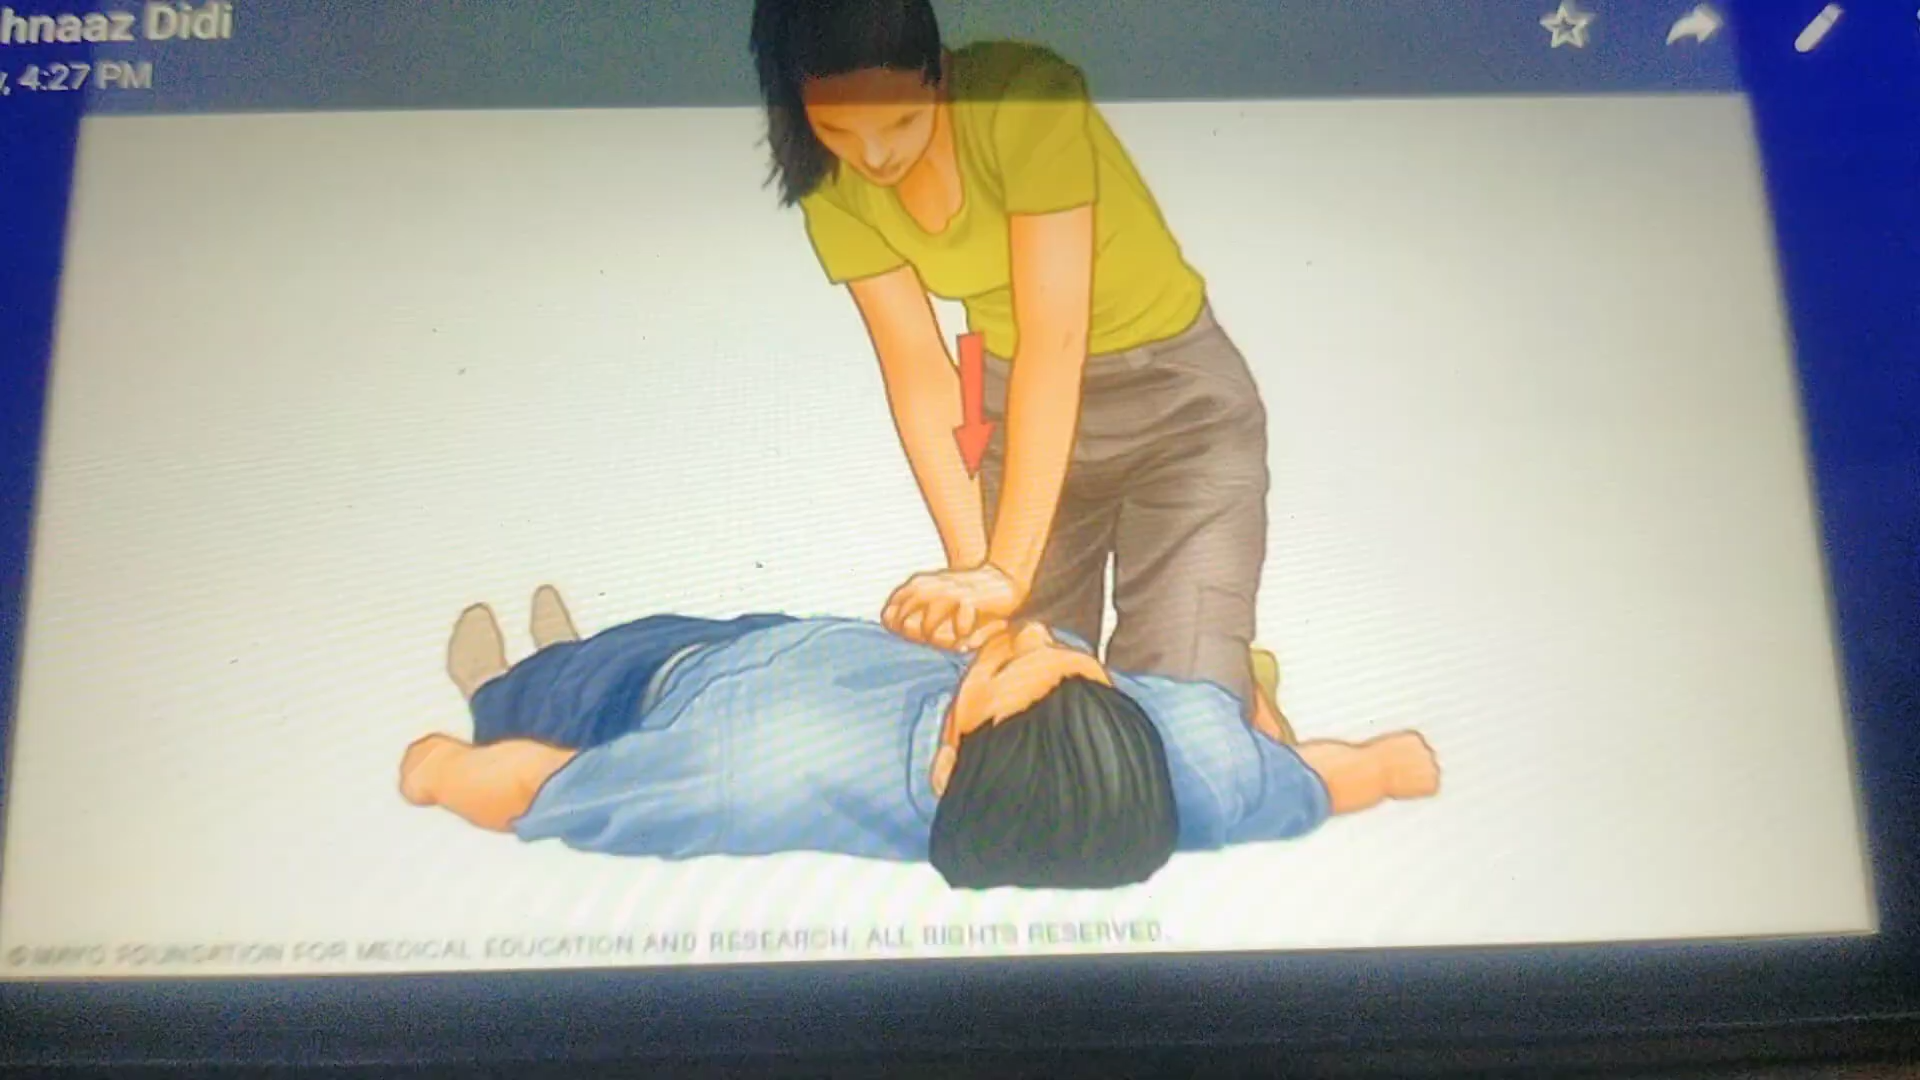 hnaaz Didi
, 4:27 PM
© MAYO FOUNDATION FOR MEDICAL EDUCATION AND RESEARCH. ALL RIGHTS RESERVED.